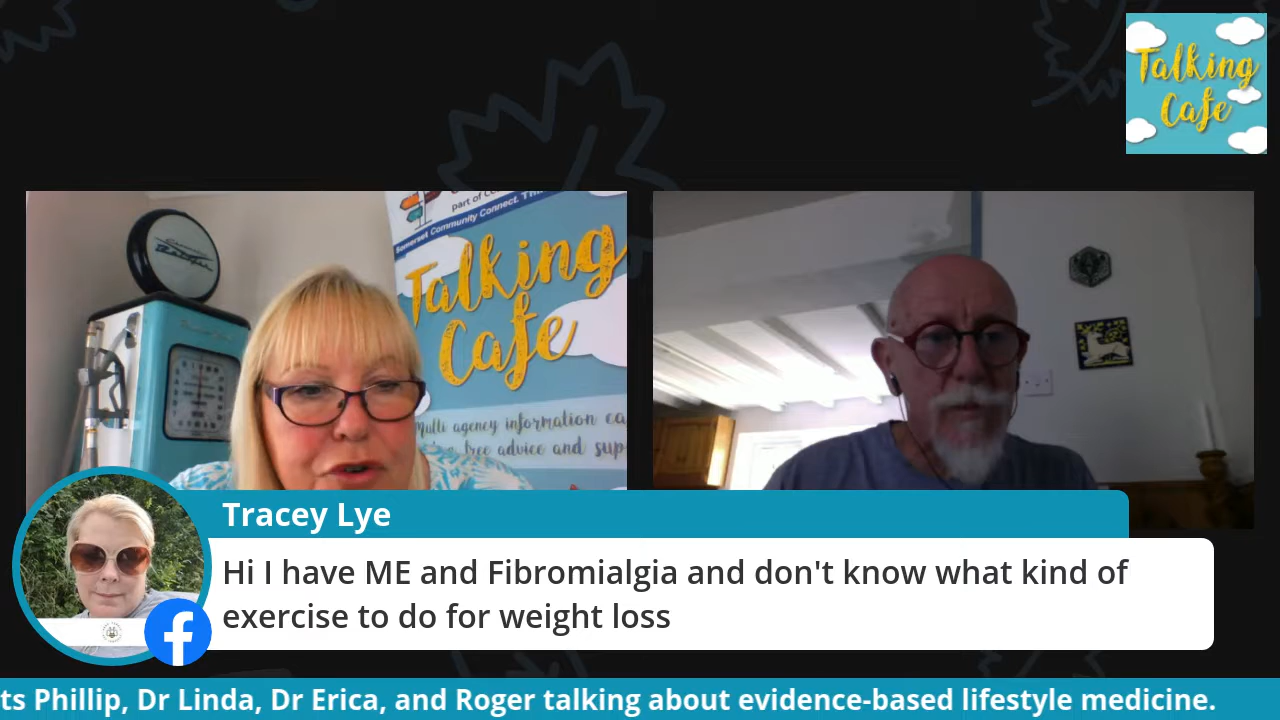 Talking
Cafe
part of
Somerset Community Connect.
Talking
Cafe
Multi agency information
free advice and
Tracey Lye
Hi I have ME and Fibromialgia and don't know what kind of
exercise to do for weight loss
ts Phillip, Dr Linda, Dr Erica, and Roger talking about evidence-based lifestyle medicine.